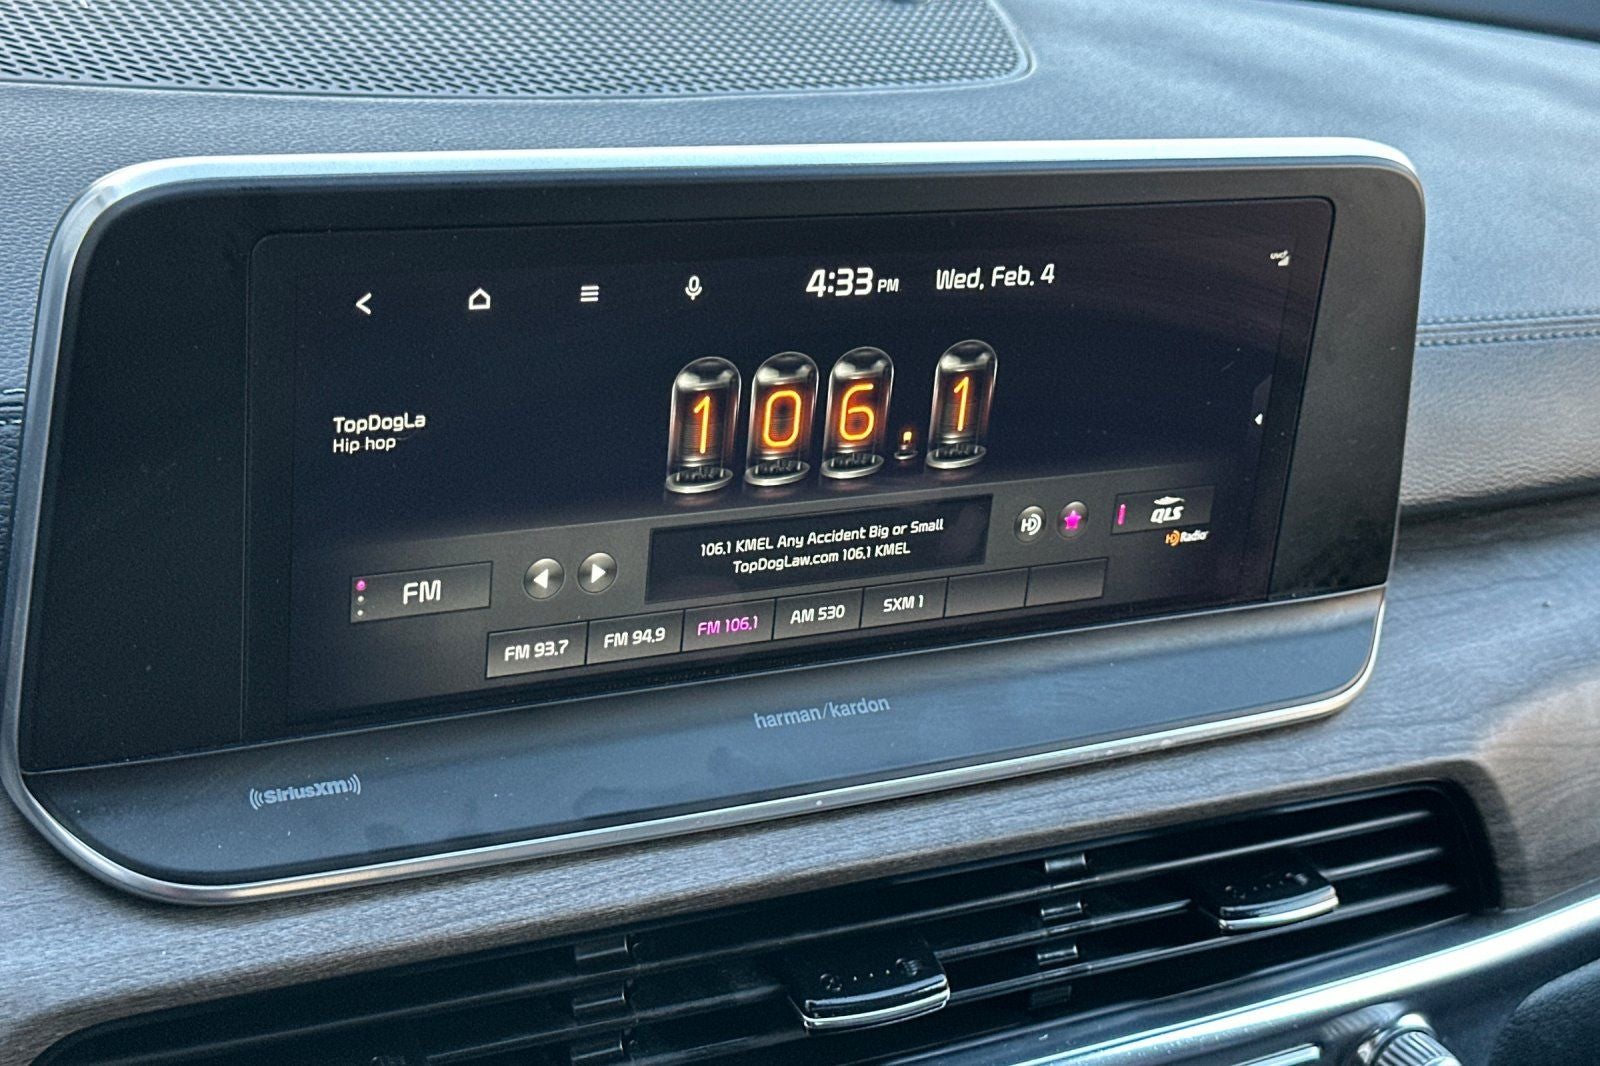 4:33 PM Wed, Feb. 4
106.1
TopDogLa
Hip hop
106.1 KMEL Any Accident Big or Small
TopDogLaw.com 106.1 KMEL
HD
QLS
HD Radio
FM
FM 93.7
FM 94.9
FM 106.1
AM 530
SXM 1
harman/kardon
((SiriusXM))